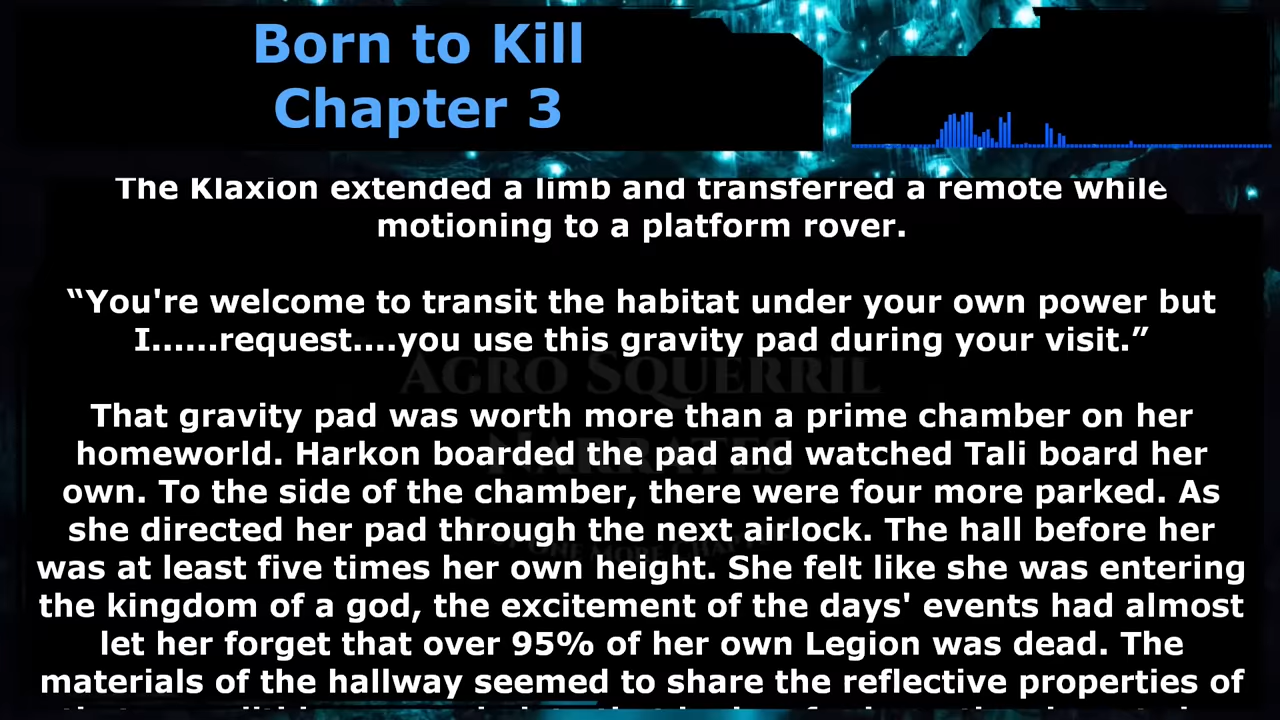 Born to Kill
Chapter 3
The Klaxion extended a limb and transferred a remote while
motioning to a platform rover.
“You're welcome to transit the habitat under your own power but
I......request....you use this gravity pad during your visit.”
AGRO SQUERRIL
NARRATES
That gravity pad was worth more than a prime chamber on her
homeworld. Harkon boarded the pad and watched Tali board her
own. To the side of the chamber, there were four more parked. As
she directed her pad through the next airlock. The hall before her
was at least five times her own height. She felt like she was entering
the kingdom of a god, the excitement of the days' events had almost
let her forget that over 95% of her own Legion was dead. The
materials of the hallway seemed to share the reflective properties of